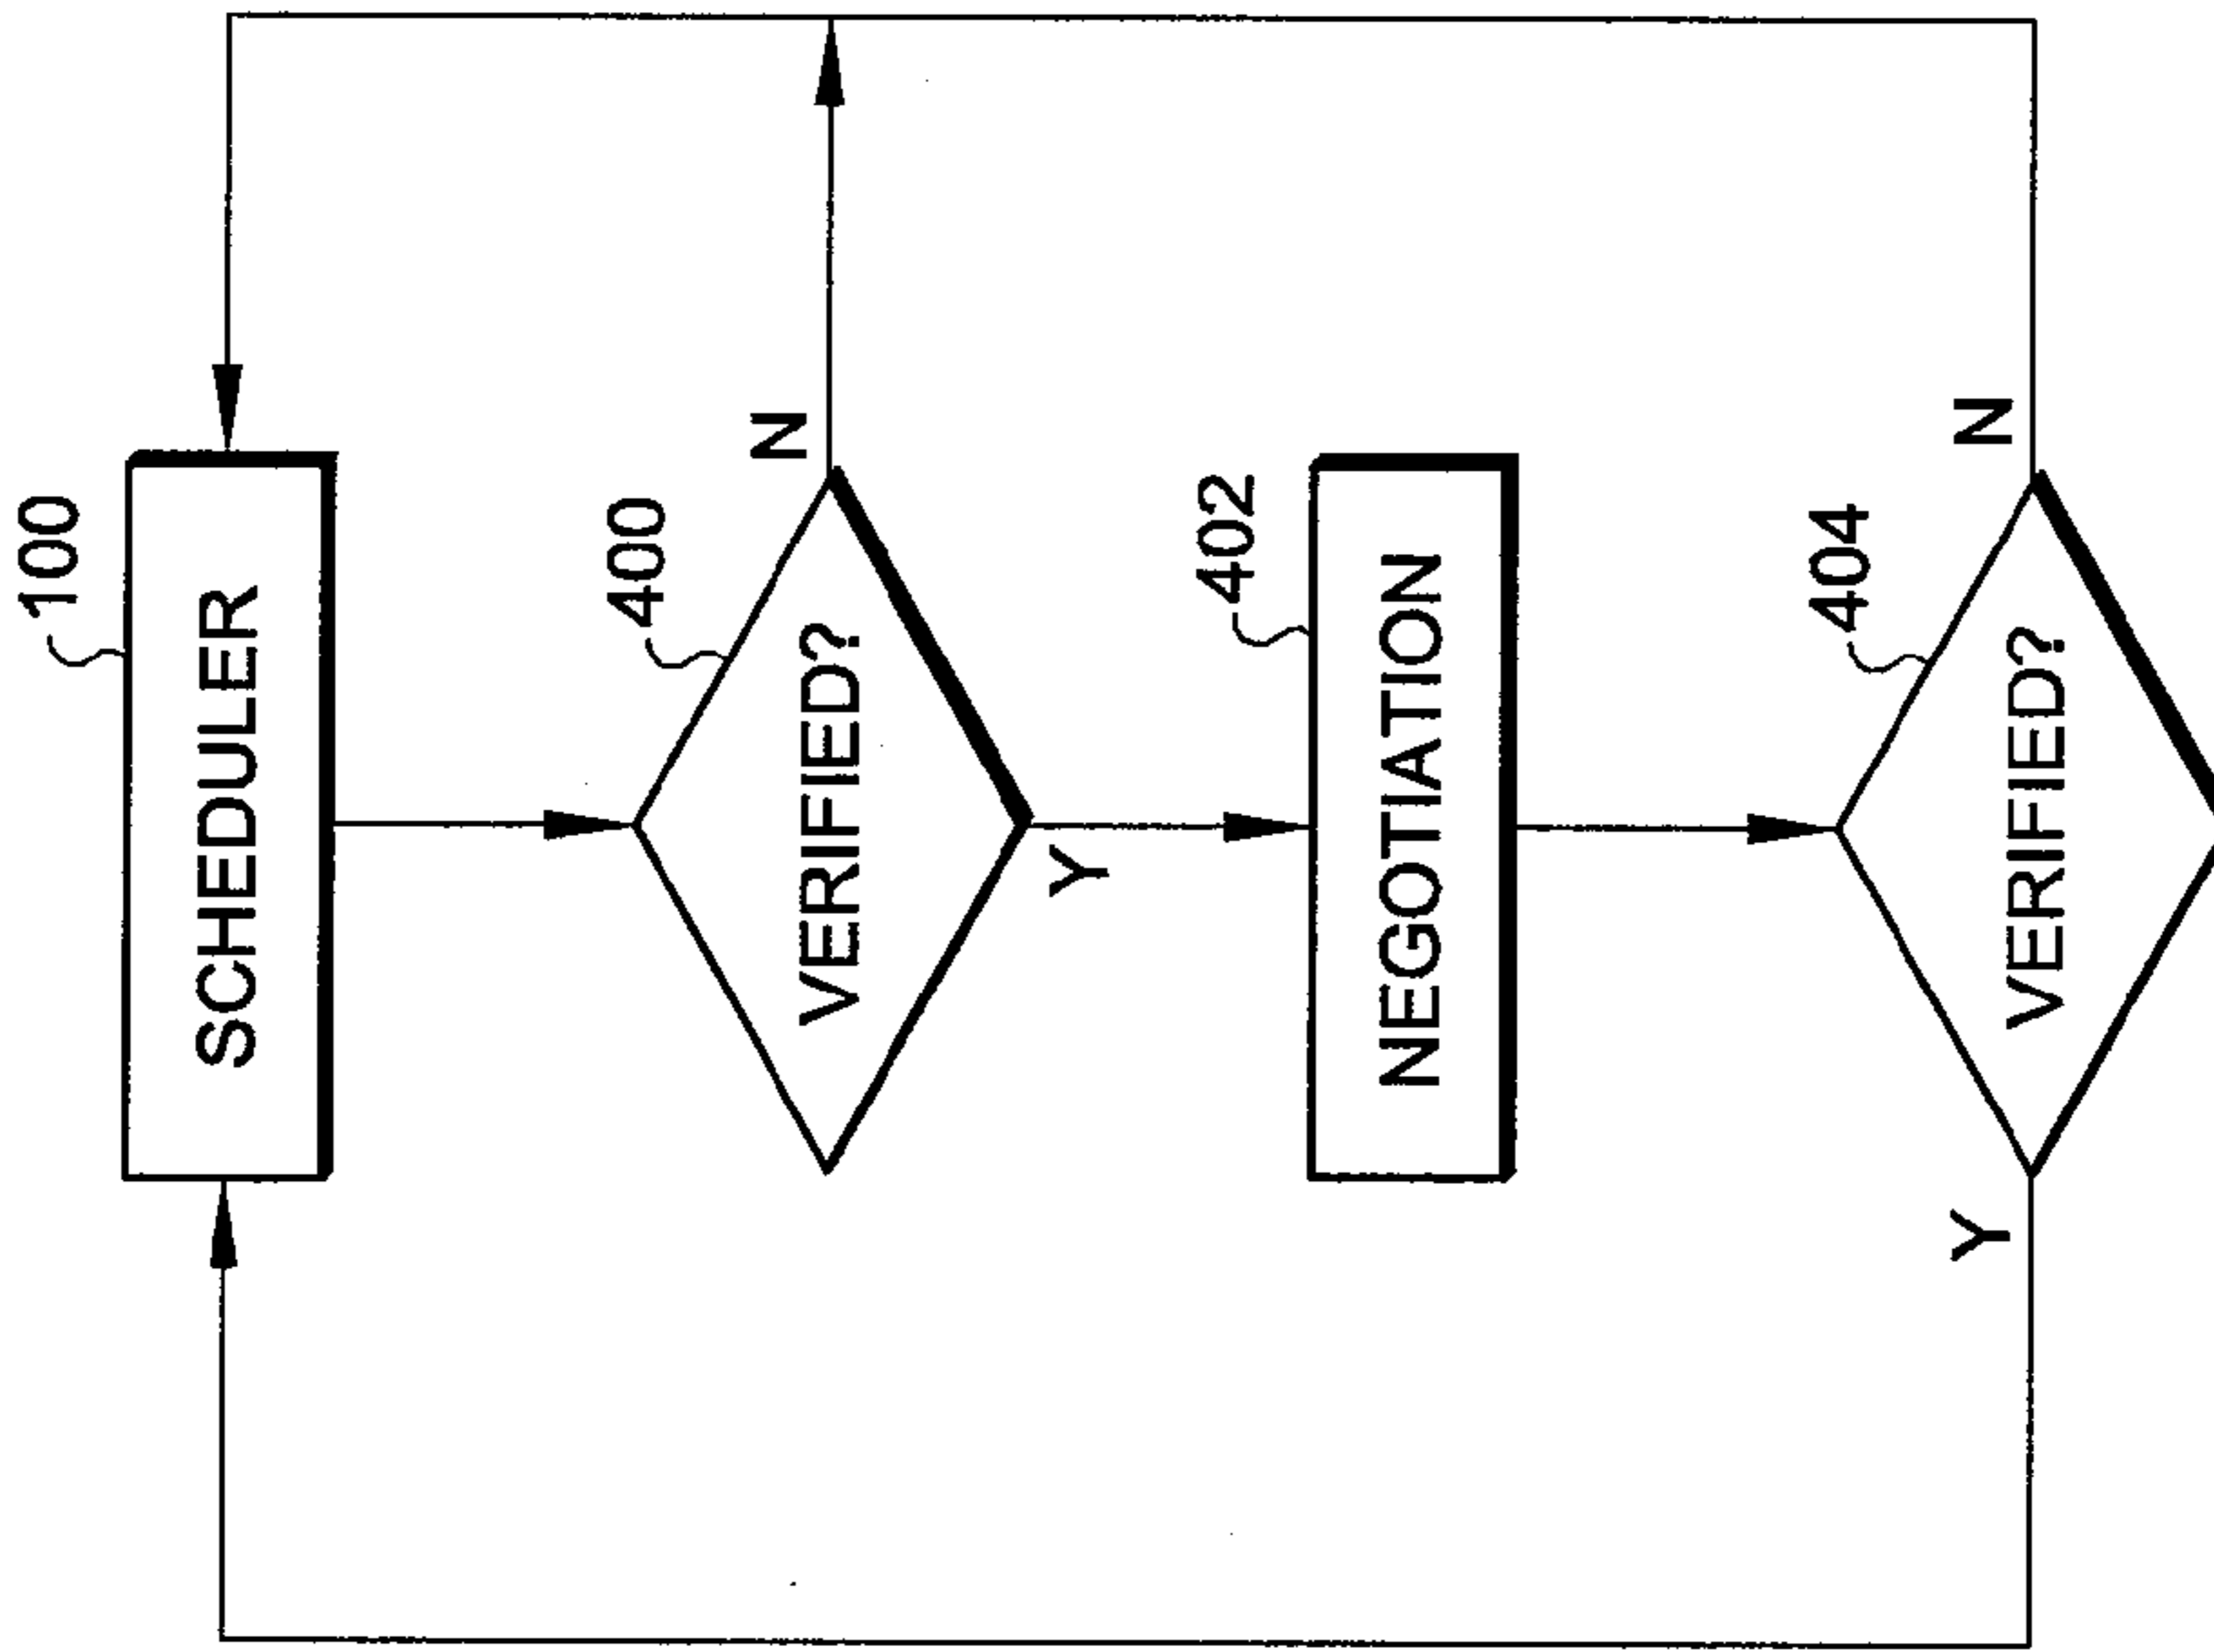 100
SCHEDULER
400
VERIFIED?
N
Y
402
NEGOTIATION
404
VERIFIED?
N
Y